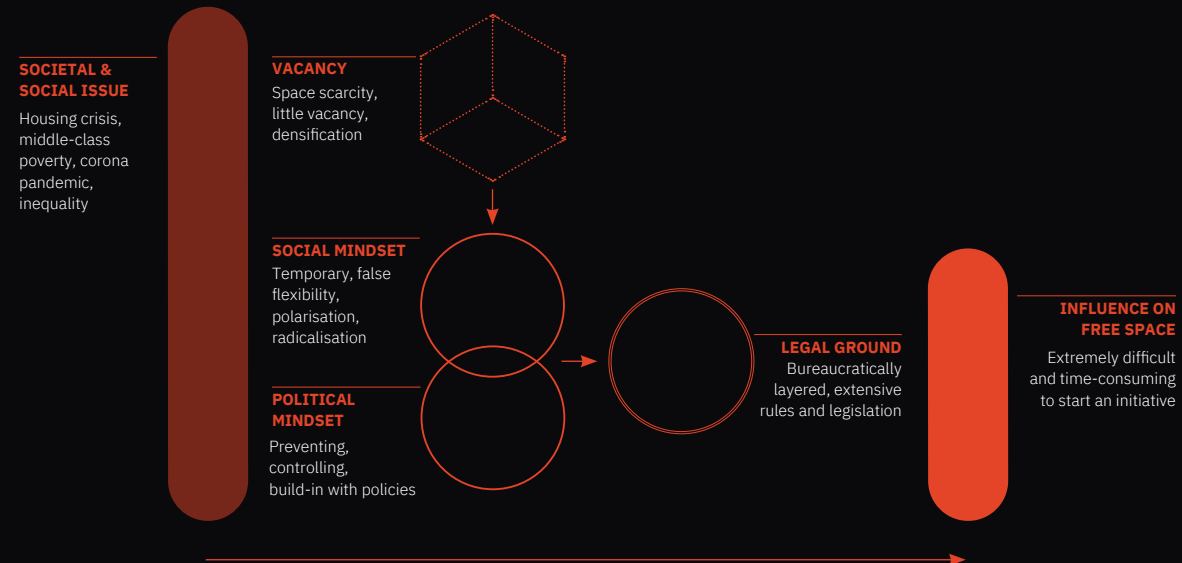 SOCIETAL &
SOCIAL ISSUE
Housing crisis,
middle-class
poverty, corona
pandemic,
inequality
VACANCY
Space scarcity,
little vacancy,
densification
SOCIAL MINDSET
Temporary, false
flexibility,
polarisation,
radicalisation
POLITICAL
MINDSET
Preventing,
controlling,
build-in with policies
LEGAL GROUND
Bureaucratically
layered, extensive
rules and legislation
INFLUENCE ON
FREE SPACE
Extremely difficult
and time-consuming
to start an initiative